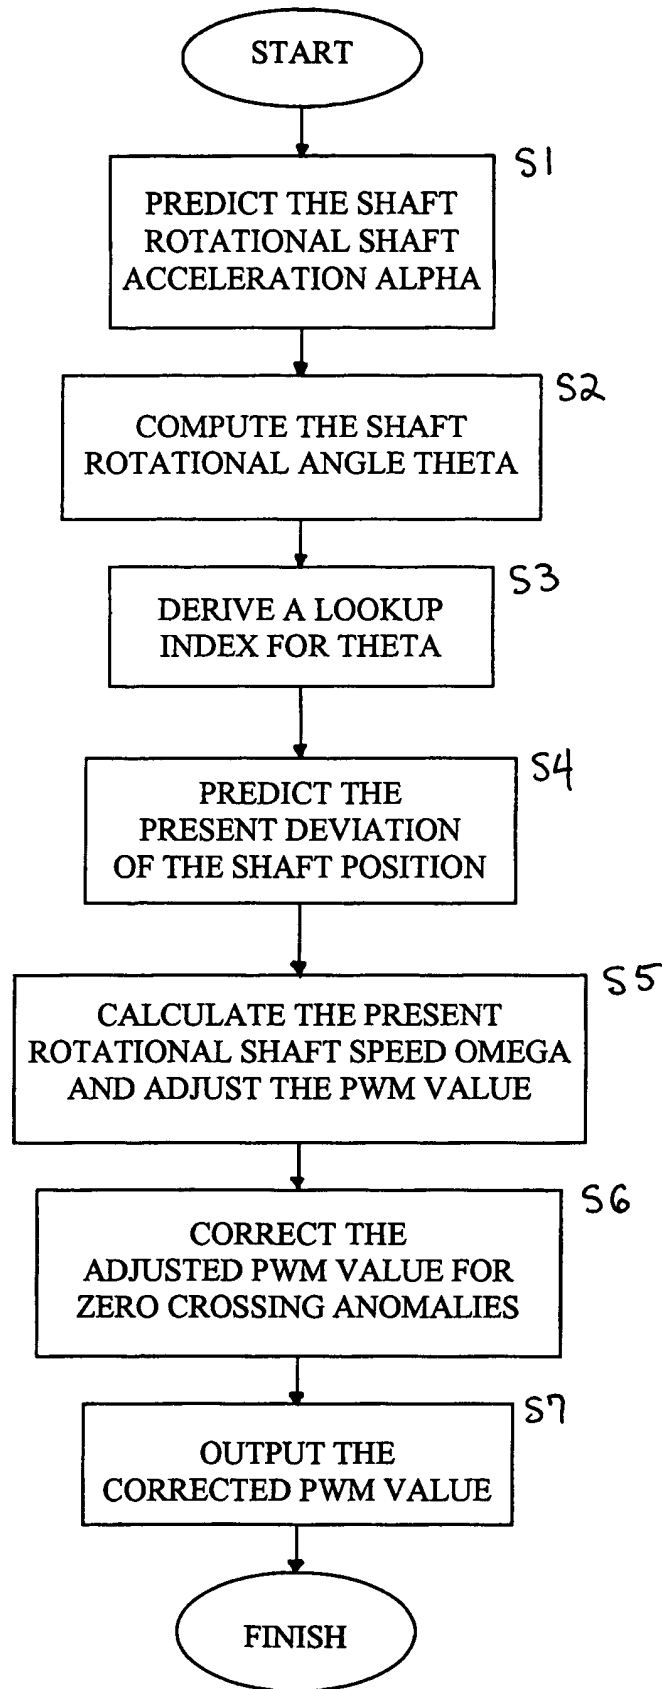 START
S1
PREDICT THE SHAFT
ROTATIONAL SHAFT
ACCELERATION ALPHA
S2
COMPUTE THE SHAFT
ROTATIONAL ANGLE THETA
S3
DERIVE A LOOKUP
INDEX FOR THETA
S4
PREDICT THE
PRESENT DEVIATION
OF THE SHAFT POSITION
S5
CALCULATE THE PRESENT
ROTATIONAL SHAFT SPEED OMEGA
AND ADJUST THE PWM VALUE
S6
CORRECT THE
ADJUSTED PWM VALUE FOR
ZERO CROSSING ANOMALIES
S7
OUTPUT THE
CORRECTED PWM VALUE
FINISH